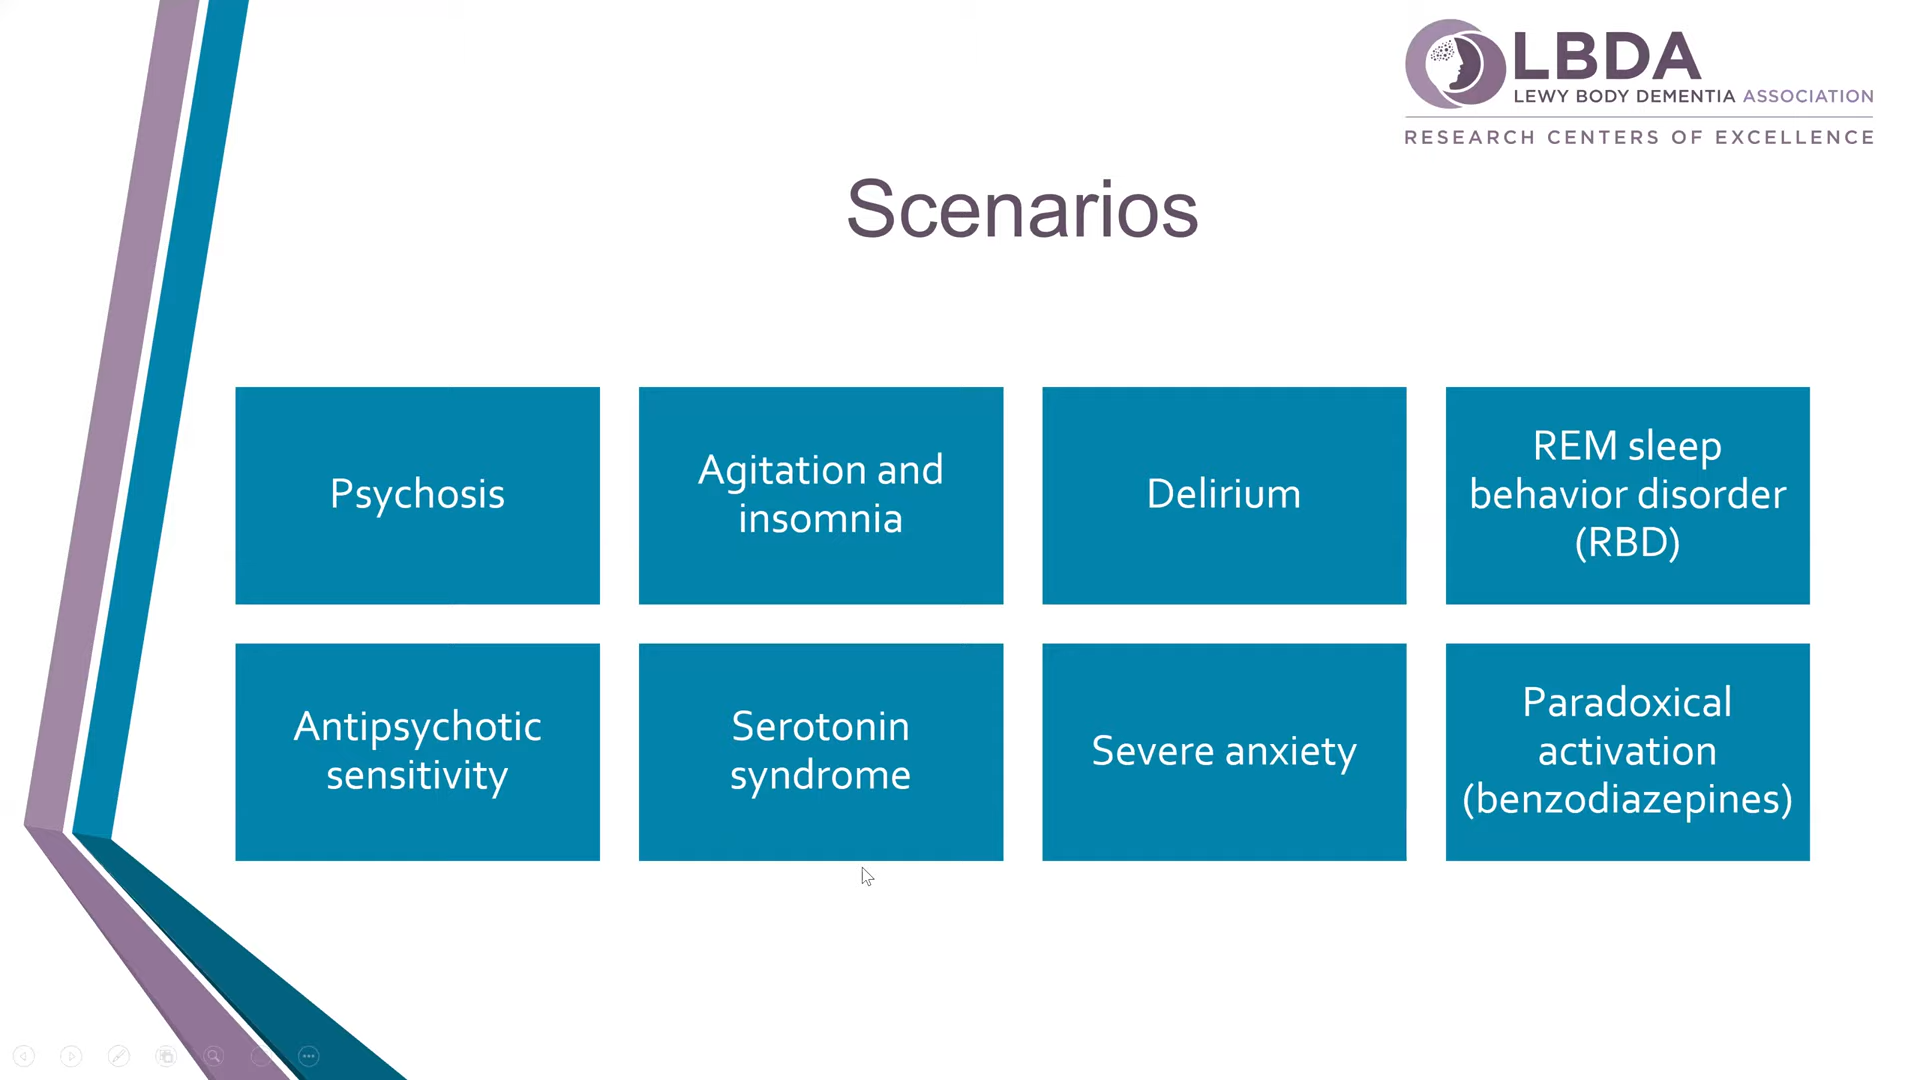 LBDA
LEWY BODY DEMENTIA ASSOCIATION
RESEARCH CENTERS OF EXCELLENCE
Scenarios
Psychosis
Agitation and
insomnia
Delirium
REM sleep
behavior disorder
(RBD)
Antipsychotic
sensitivity
Serotonin
syndrome
Severe anxiety
Paradoxical
activation
(benzodiazepines)